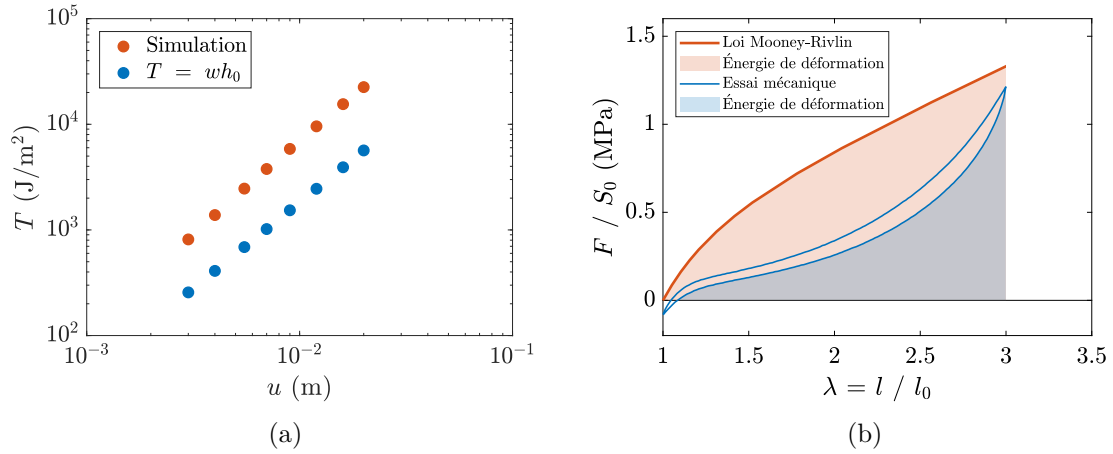 10^5
10^4
10^3
10^2
T (J/m^2)
Simulation
T = wh_0
10^{-3}
10^{-2}
10^{-1}
u (m)
(a)
1.5
1
0.5
0
F / S_0 (MPa)
Loi Mooney-Rivlin
Énergie de déformation
Essai mécanique
Énergie de déformation
1
1.5
2
2.5
3
3.5
λ = l / l_0
(b)